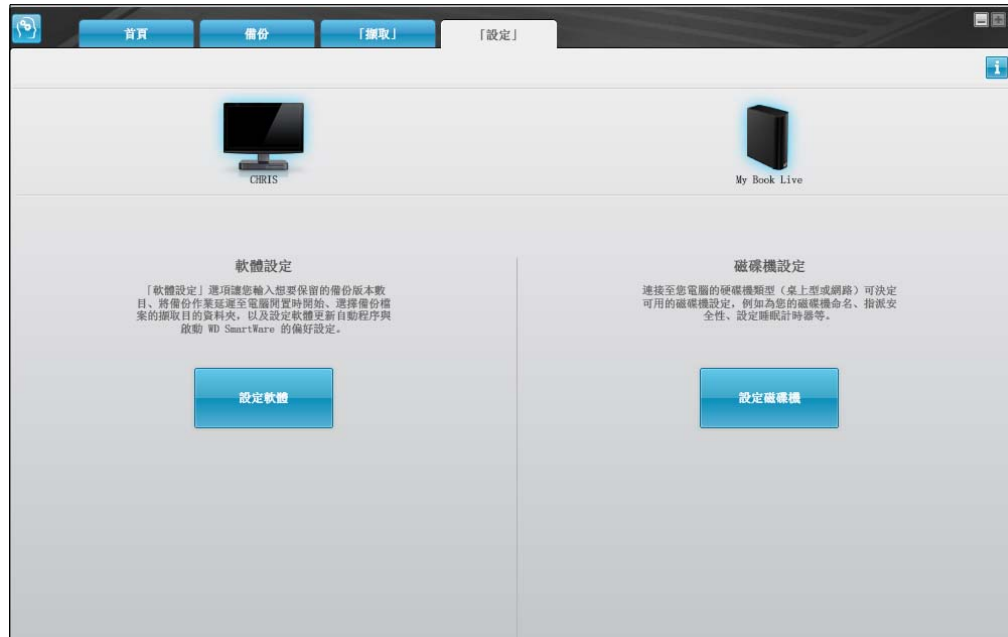 首頁
備份
「擷取」
「設定」
i
CHRIS
My Book Live
軟體設定
「軟體設定」選項讓您輸入想要保留的備份版本數
目、將備份作業延遲至電腦閒置時開始、選擇備份檔
案的擷取目的資料夾，以及設定軟體更新自動程序與
啟動 WD SmartWare 的偏好設定。
設定軟體
磁碟機設定
連接至您電腦的硬碟機類型（桌上型或網路）可決定
可用的磁碟機設定，例如為您的磁碟機命名、指派安
全性、設定睡眠計時器等。
設定磁碟機